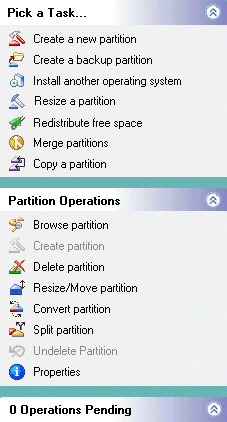 Pick a Task...
Create a new partition
Create a backup partition
Install another operating system
Resize a partition
Redistribute free space
Merge partitions
Copy a partition
Partition Operations
Browse partition
Create partition
Delete partition
Resize/Move partition
Convert partition
Split partition
Undelete Partition
Properties
0 Operations Pending